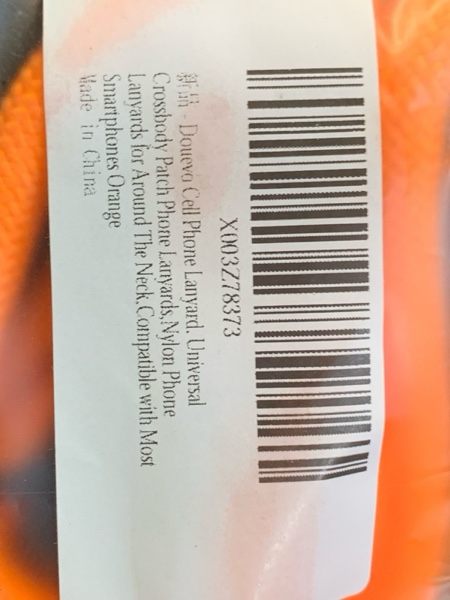 X003Z78373
新品 - Douevo Cell Phone Lanyard, Universal
Crossbody Patch Phone Lanyards,Nylon Phone
Lanyards for Around The Neck,Compatible with Most
Smartphones Orange
Made in China